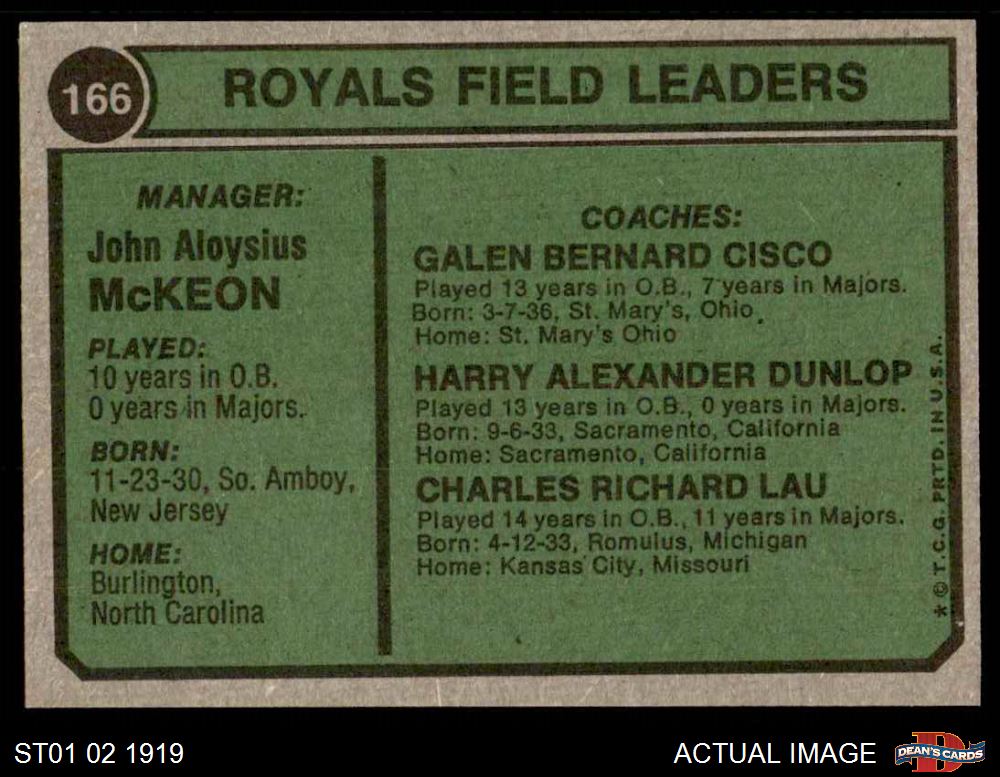 166
ROYALS FIELD LEADERS
MANAGER:
John Aloysius
McKEON
PLAYED:
10 years in O.B.
0 years in Majors.
BORN:
11-23-30, So. Amboy,
New Jersey
HOME:
Burlington,
North Carolina
COACHES:
GALEN BERNARD CISCO
Played 13 years in O.B., 7 years in Majors.
Born: 3-7-36, St. Mary's, Ohio
Home: St. Mary's Ohio
HARRY ALEXANDER DUNLOP
Played 13 years in O.B., 0 years in Majors.
Born: 9-6-33, Sacramento, California
Home: Sacramento, California
CHARLES RICHARD LAU
Played 14 years in O.B., 11 years in Majors.
Born: 4-12-33, Romulus, Michigan
Home: Kansas City, Missouri
* © T.C.G. PRTD. IN U.S.A.
ST01 02 1919
ACTUAL IMAGE
D
DEAN'S CARDS